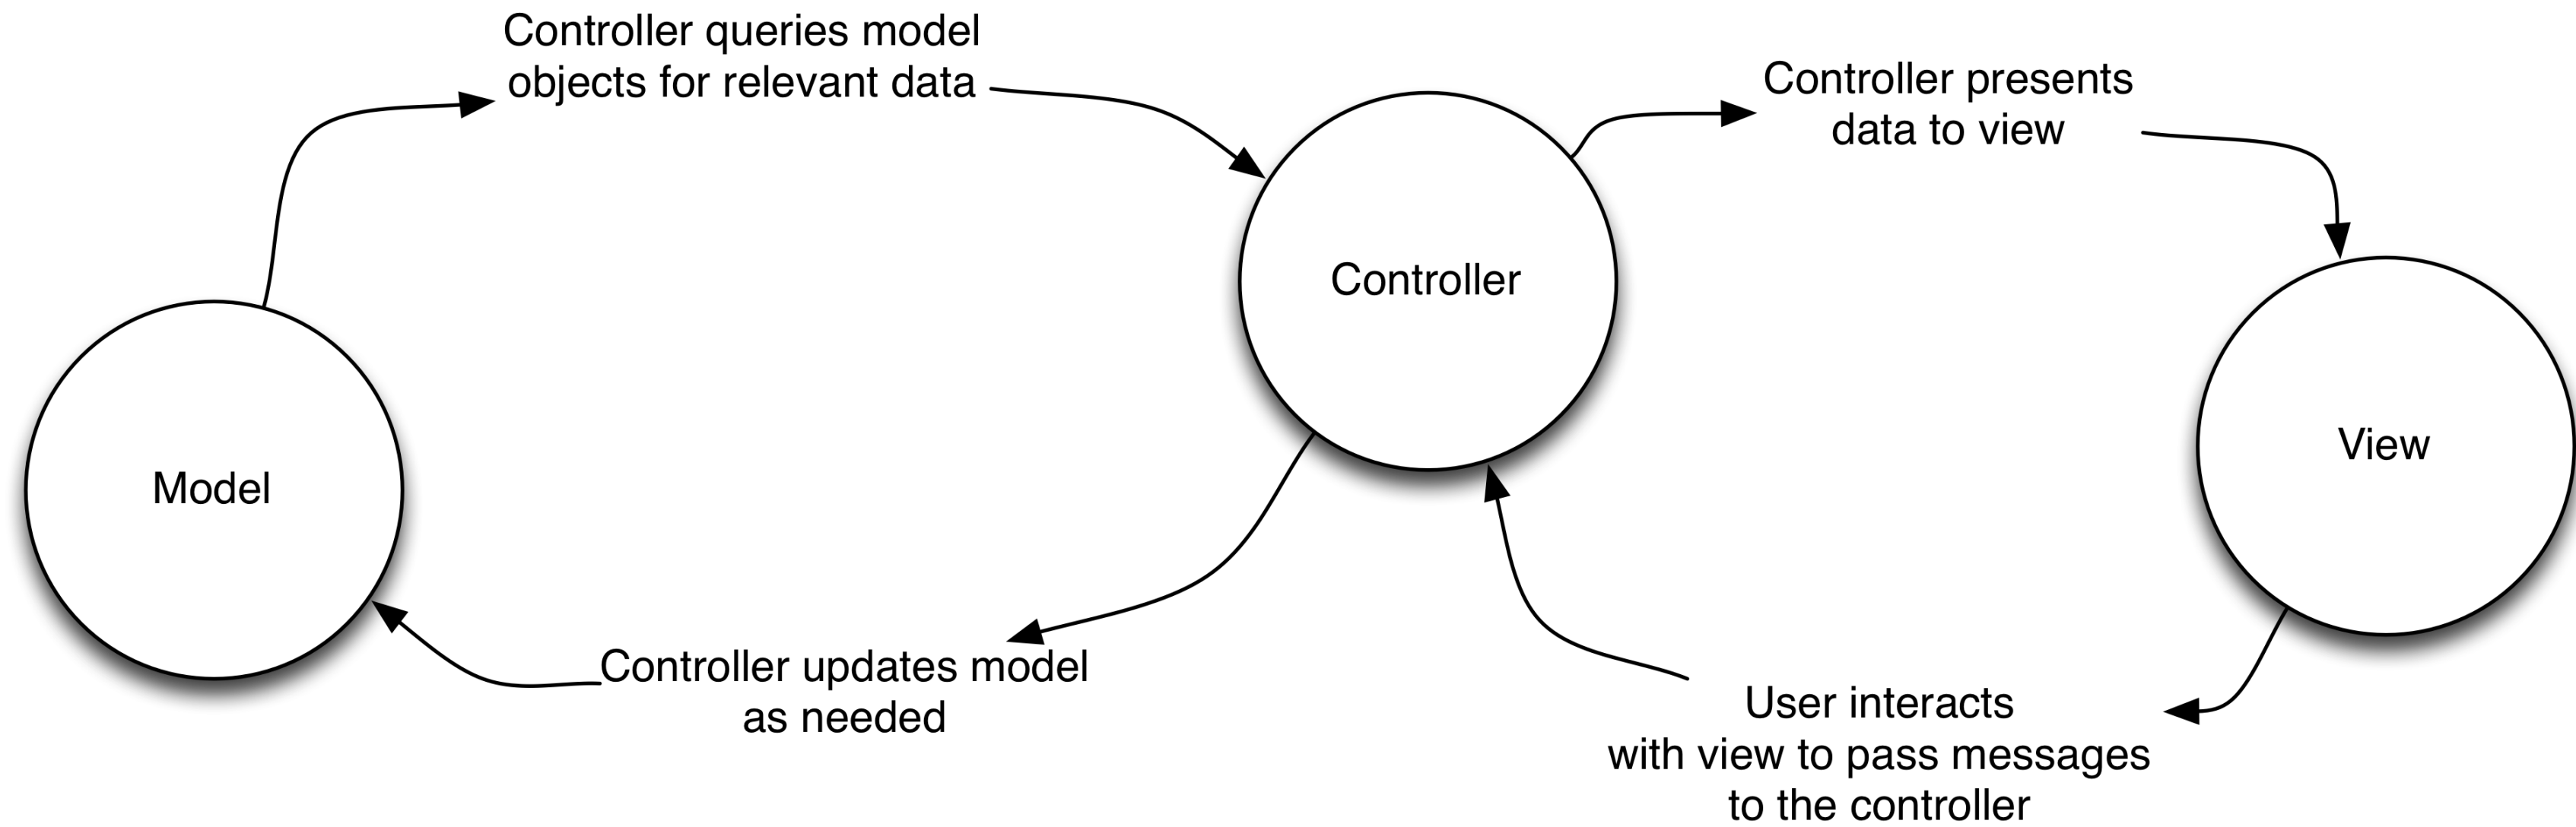 Controller queries model
objects for relevant data
Controller presents
data to view
Controller
View
Model
Controller updates model
as needed
User interacts
with view to pass messages
to the controller